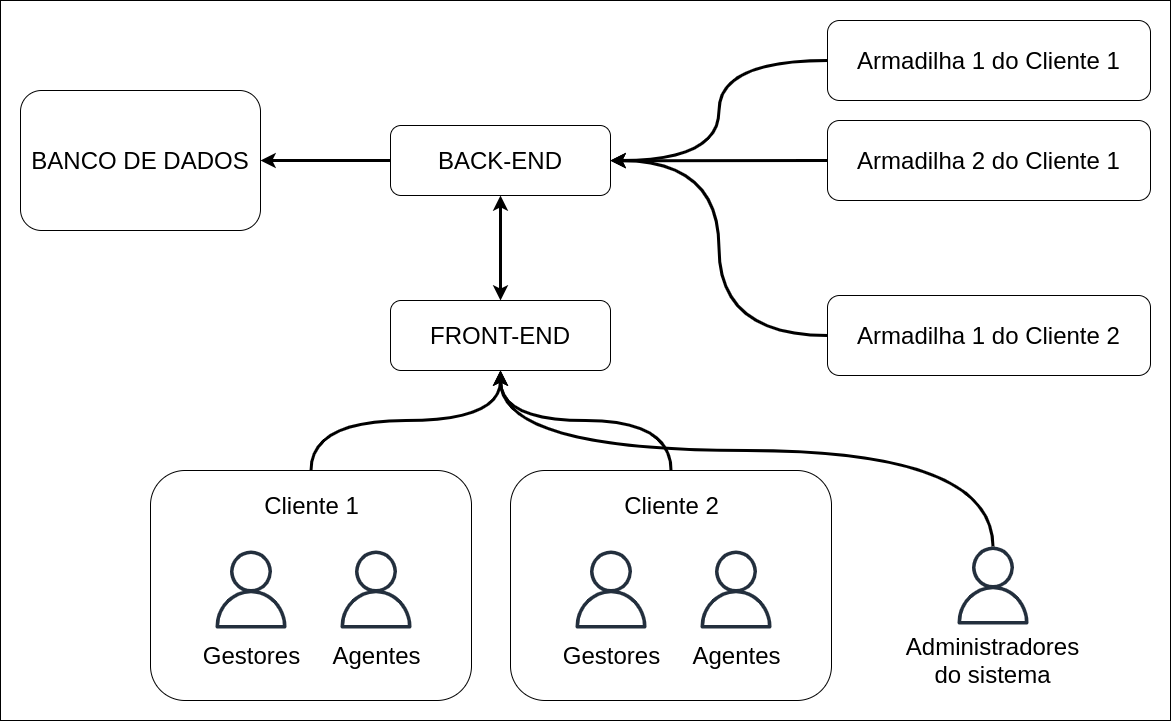 Armadilha 1 do Cliente 1
BANCO DE DADOS
BACK-END
Armadilha 2 do Cliente 1
FRONT-END
Armadilha 1 do Cliente 2
Cliente 1
Cliente 2
Gestores
Agentes
Gestores
Agentes
Administradores
do sistema